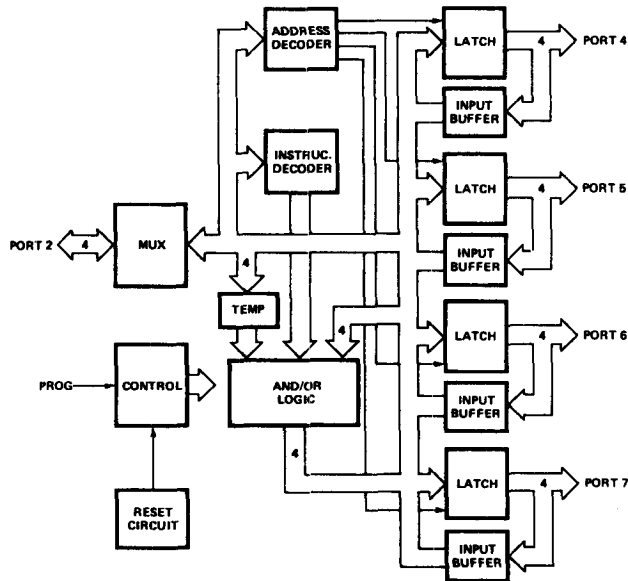 ADDRESS
DECODER
LATCH
4
PORT 4
INPUT
BUFFER
INSTRUC.
DECODER
LATCH
4
PORT 5
PORT 2
4
MUX
INPUT
BUFFER
4
TEMP
4
LATCH
4
PORT 6
PROG
CONTROL
AND/OR
LOGIC
INPUT
BUFFER
4
LATCH
4
PORT 7
RESET
CIRCUIT
INPUT
BUFFER